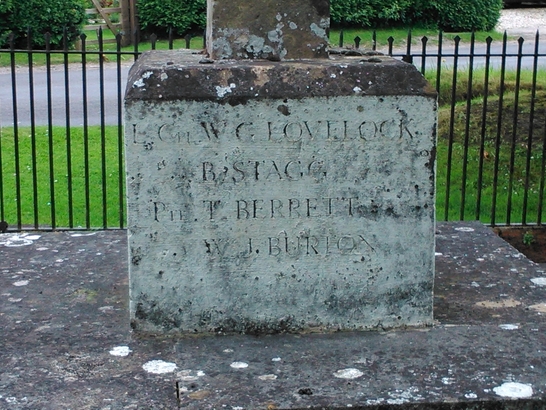 L. CPL W. G. LOVELOCK
" B. STAGG
PTE T. BERRETT
" W. J. BURTON